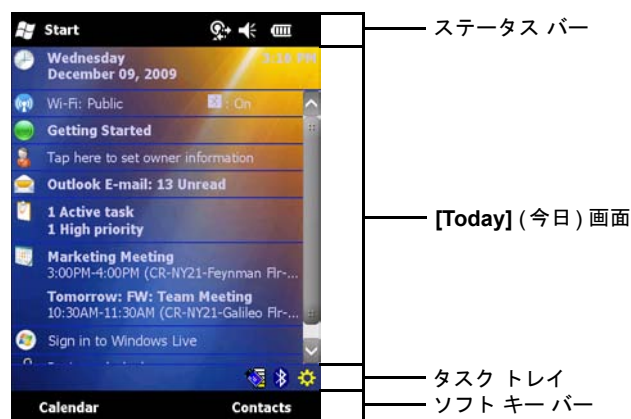 Start
ステータス バー
Wednesday
3:10 PM
December 09, 2009
Wi-Fi: Public : On
Getting Started
Tap here to set owner information
Outlook E-mail: 13 Unread
1 Active task
1 High priority
[Today] (今日) 画面
Marketing Meeting
3:00PM-4:00PM (CR-NY21-Feynman Flr-...
Tomorrow: FW: Team Meeting
10:30AM-11:30AM (CR-NY21-Galileo Flr-...
Sign in to Windows Live
タスク トレイ
Calendar Contacts
ソフト キー バー